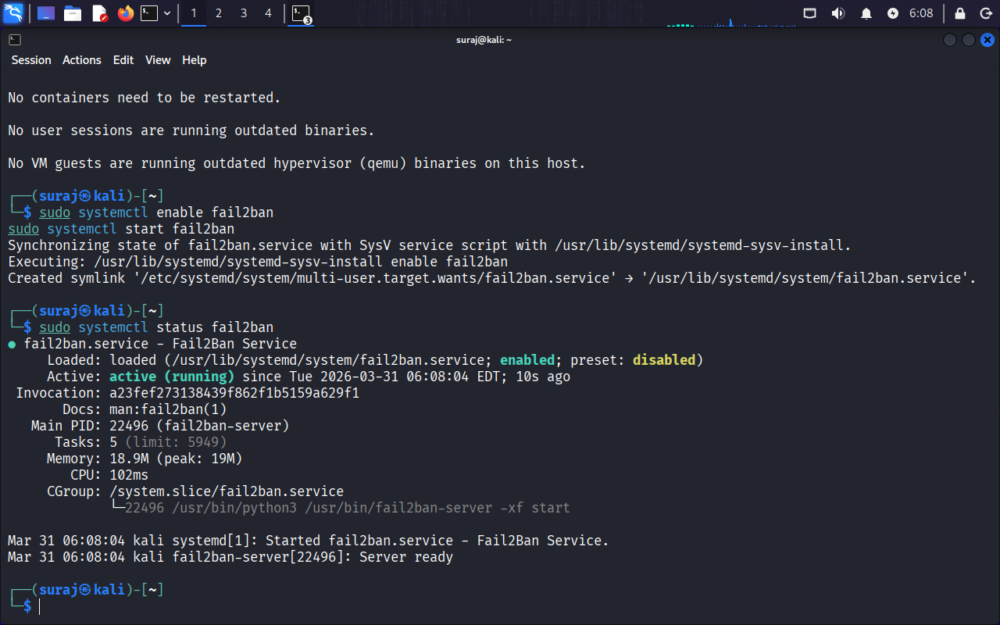 1 2 3 4 3 6:08
suraj@kali: ~
Session Actions Edit View Help
No containers need to be restarted.
No user sessions are running outdated binaries.
No VM guests are running outdated hypervisor (qemu) binaries on this host.
┌──(suraj㉿kali)-[~]
└─$ sudo systemctl enable fail2ban
sudo systemctl start fail2ban
Synchronizing state of fail2ban.service with SysV service script with /usr/lib/systemd/systemd-sysv-install.
Executing: /usr/lib/systemd/systemd-sysv-install enable fail2ban
Created symlink '/etc/systemd/system/multi-user.target.wants/fail2ban.service' → '/usr/lib/systemd/system/fail2ban.service'.
┌──(suraj㉿kali)-[~]
└─$ sudo systemctl status fail2ban
● fail2ban.service - Fail2Ban Service
Loaded: loaded (/usr/lib/systemd/system/fail2ban.service; enabled; preset: disabled)
Active: active (running) since Tue 2026-03-31 06:08:04 EDT; 10s ago
Invocation: a23fef273138439f862f1b5159a629f1
Docs: man:fail2ban(1)
Main PID: 22496 (fail2ban-server)
Tasks: 5 (limit: 5949)
Memory: 18.9M (peak: 19M)
CPU: 102ms
CGroup: /system.slice/fail2ban.service
└─22496 /usr/bin/python3 /usr/bin/fail2ban-server -xf start
Mar 31 06:08:04 kali systemd[1]: Started fail2ban.service - Fail2Ban Service.
Mar 31 06:08:04 kali fail2ban-server[22496]: Server ready
┌──(suraj㉿kali)-[~]
└─$